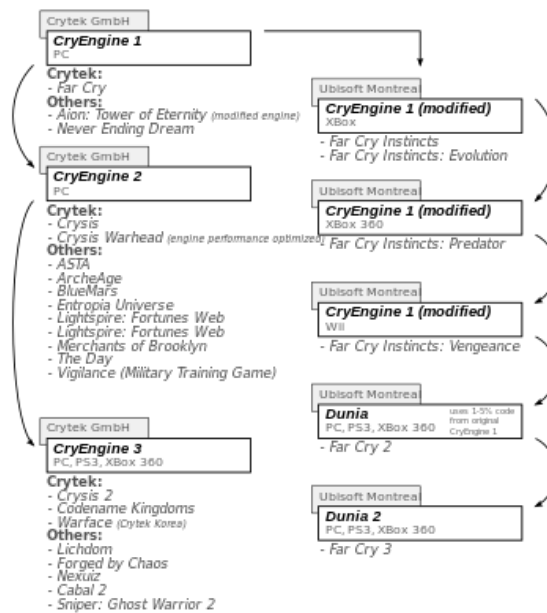 Crytek GmbH
CryEngine 1
PC
Crytek:
- Far Cry
Others:
- Aion: Tower of Eternity (modified engine)
- Never Ending Dream
Crytek GmbH
CryEngine 2
PC
Crytek:
- Crysis
- Crysis Warhead (engine performance optimized)
Others:
- ASTA
- ArcheAge
- BlueMars
- Entropia Universe
- Lightspire: Fortunes Web
- Lightspire: Fortunes Web
- Merchants of Brooklyn
- The Day
- Vigilance (Military Training Game)
Crytek GmbH
CryEngine 3
PC, PS3, XBox 360
Crytek:
- Crysis 2
- Codename Kingdoms
- Warface (Crytek Korea)
Others:
- Lichdom
- Forged by Chaos
- Nexuiz
- Cabal 2
- Sniper: Ghost Warrior 2
Ubisoft Montreal
CryEngine 1 (modified)
XBox
- Far Cry Instincts
- Far Cry Instincts: Evolution
Ubisoft Montreal
CryEngine 1 (modified)
XBox 360
- Far Cry Instincts: Predator
Ubisoft Montreal
CryEngine 1 (modified)
Wii
- Far Cry Instincts: Vengeance
Ubisoft Montreal
Dunia
PC, PS3, XBox 360
uses 1-5% code
from original
CryEngine 1
- Far Cry 2
Ubisoft Montreal
Dunia 2
PC, PS3, XBox 360
- Far Cry 3